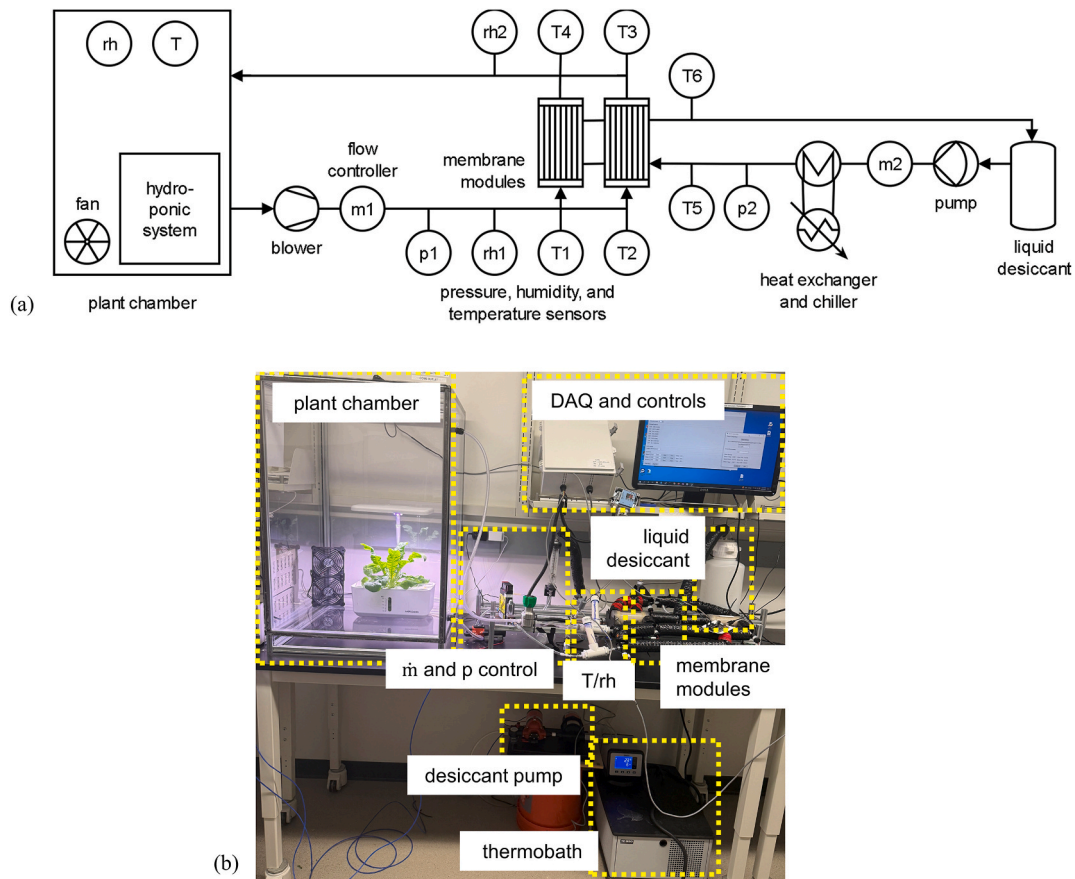 rh
T
rh2
T4
T3
T6
flow
controller
membrane
modules
hydro-
ponic
system
fan
m1
blower
m2
T5
p2
pump
p1
rh1
T1
T2
liquid
desiccant
heat exchanger
and chiller
plant chamber
pressure, humidity, and
temperature sensors
(a)
plant chamber
DAQ and controls
liquid
desiccant
ṁ and p control
T/rh
membrane
modules
desiccant pump
thermobath
(b)